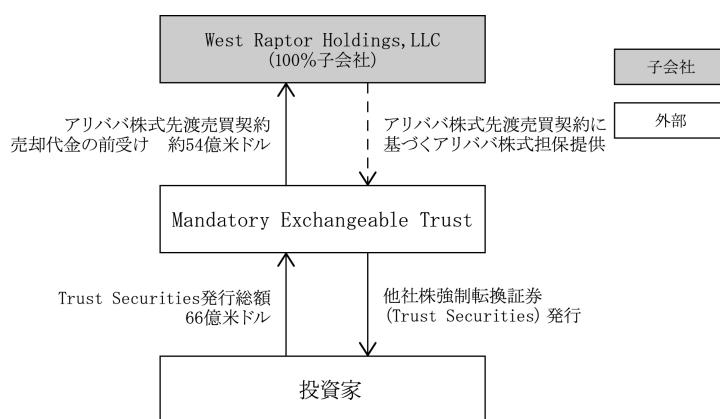 West Raptor Holdings,LLC
(100%子会社)
子会社
外部
アリババ株式先渡売買契約
売却代金の前受け 約54億米ドル
アリババ株式先渡売買契約に
基づくアリババ株式担保提供
Mandatory Exchangeable Trust
Trust Securities発行総額
66億米ドル
他社株強制転換証券
(Trust Securities) 発行
投資家